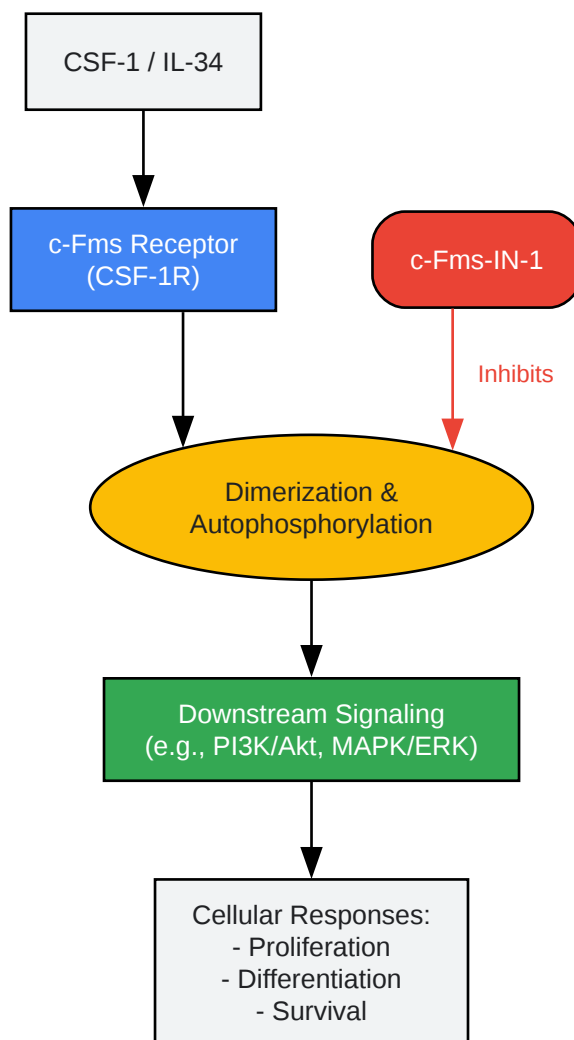 CSF-1 / IL-34
c-Fms Receptor
(CSF-1R)
c-Fms-IN-1
Inhibits
Dimerization &
Autophosphorylation
Downstream Signaling
(e.g., PI3K/Akt, MAPK/ERK)
Cellular Responses:
- Proliferation
- Differentiation
- Survival